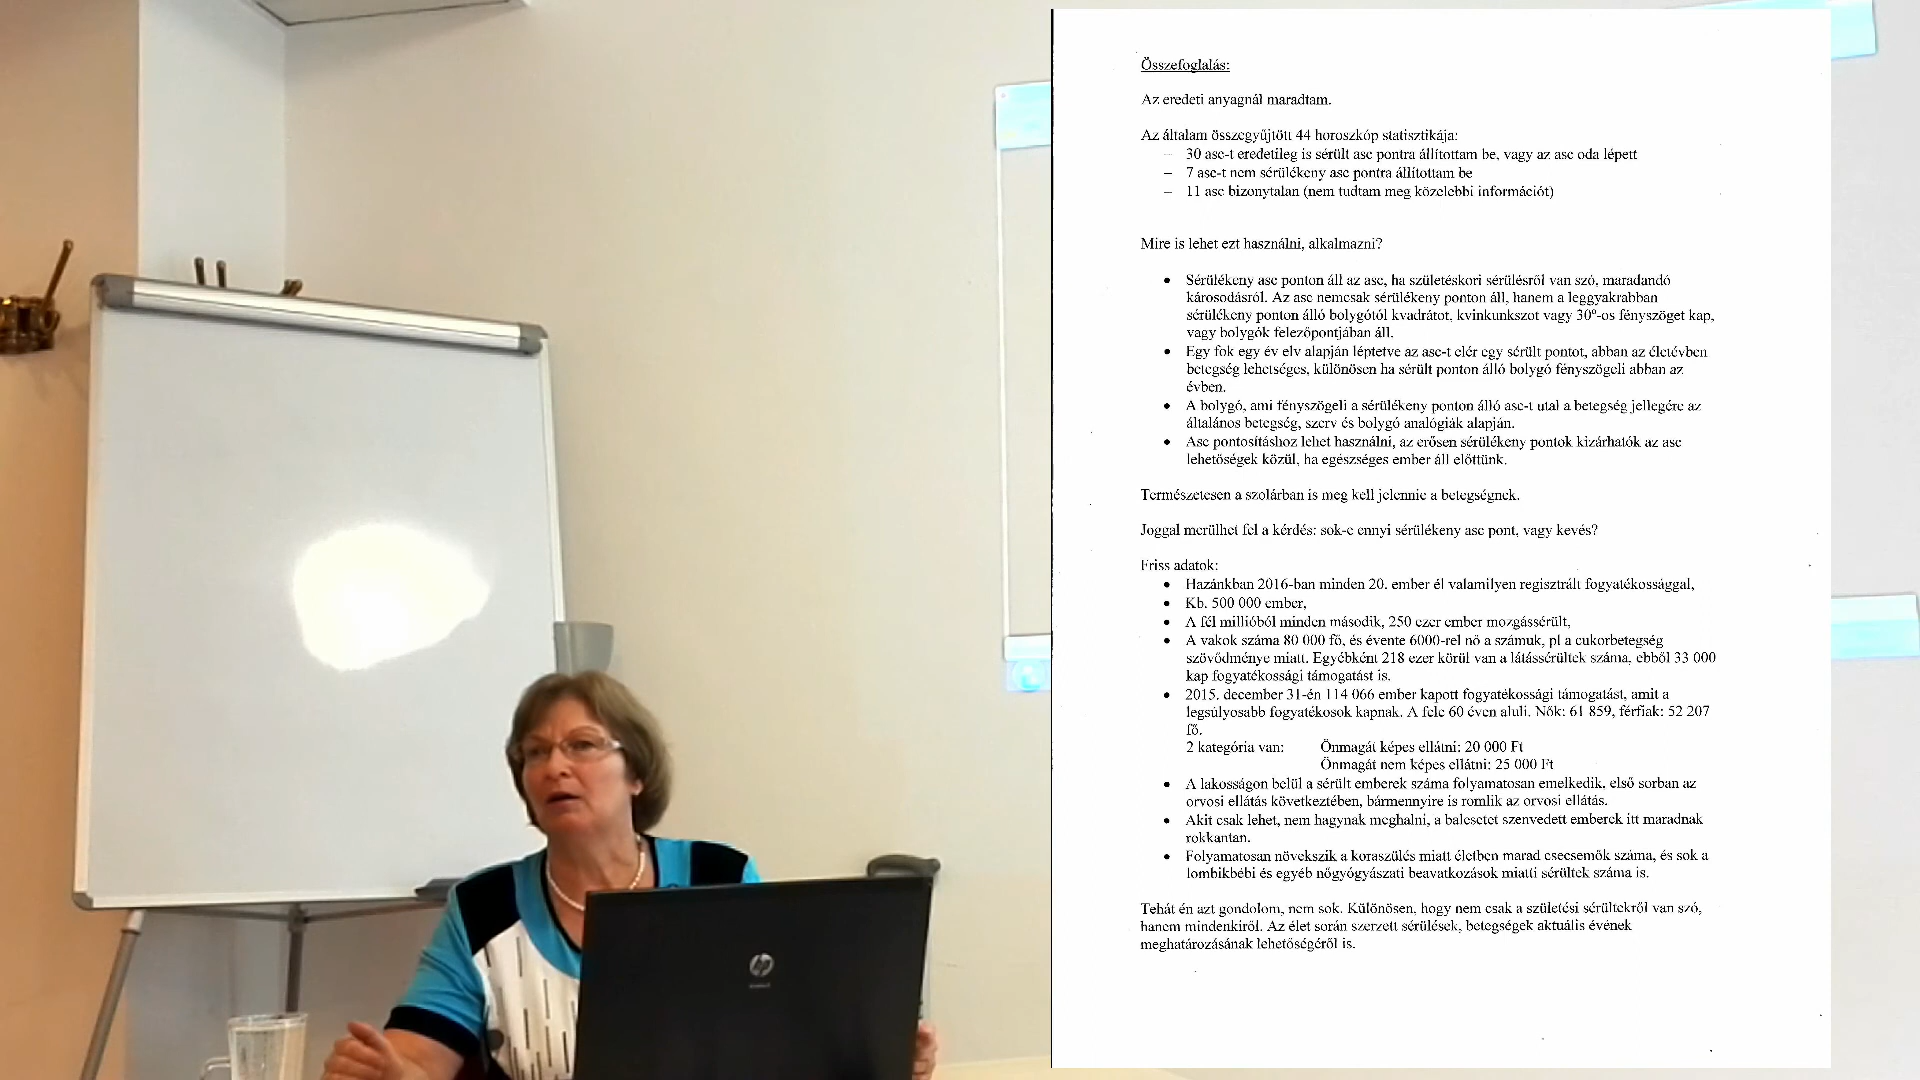 Összefoglalás:
Az eredeti anyagnál maradtam.
Az általam összegyűjtött 44 horoszkóp statisztikája:
– 30 asc-t eredetileg is sérült asc pontra állítottam be, vagy az asc oda lépett
– 7 asc-t nem sérülékeny asc pontra állítottam be
– 11 asc bizonytalan (nem tudtam meg közelebbi információt)
Mire is lehet ezt használni, alkalmazni?
• Sérülékeny asc ponton áll az asc, ha születéskori sérülésről van szó, maradandó
károsodásról. Az asc nemcsak sérülékeny ponton áll, hanem a leggyakrabban
sérülékeny ponton álló bolygótól kvadrátot, kvinkunkszot vagy 30°-os fényszöget kap,
vagy bolygók felezőpontjában áll.
• Egy fok egy év elv alapján léptetve az asc-t elér egy sérült pontot, abban az életévben
betegség lehetséges, különösen ha sérült ponton álló bolygó fényszögeli abban az
évben.
• A bolygó, ami fényszögeli a sérülékeny ponton álló asc-t utal a betegség jellegére az
általános betegség, szerv és bolygó analógiák alapján.
• Asc pontosításhoz lehet használni, az erősen sérülékeny pontok kizárhatók az asc
lehetőségek közül, ha egészséges ember áll előttünk.
Természetesen a szolárban is meg kell jelennie a betegségnek.
Joggal merülhet fel a kérdés: sok-e ennyi sérülékeny asc pont, vagy kevés?
Friss adatok:
• Hazánkban 2016-ban minden 20. ember él valamilyen regisztrált fogyatékossággal,
• Kb. 500 000 ember,
• A fél millióból minden második, 250 ezer ember mozgássérült,
• A vakok száma 80 000 fő, és évente 6000-rel nő a számuk, pl a cukorbetegség
szövődménye miatt. Egyébként 218 ezer körül van a látássérültek száma, ebből 33 000
kap fogyatékossági támogatást is.
• 2015. december 31-én 114 066 ember kapott fogyatékossági támogatást, amit a
legsúlyosabb fogyatékosok kapnak. A fele 60 éven aluli. Nők: 61 859, férfiak: 52 207
fő.
2 kategória van: Önmagát képes ellátni: 20 000 Ft
Önmagát nem képes ellátni: 25 000 Ft
• A lakosságon belül a sérült emberek száma folyamatosan emelkedik, első sorban az
orvosi ellátás következtében, bármennyire is romlik az orvosi ellátás.
• Akit csak lehet, nem hagynak meghalni, a balesetet szenvedett emberek itt maradnak
rokkantan.
• Folyamatosan növekszik a koraszülés miatt életben marad csecsemők száma, és sok a
lombikbébi és egyéb nőgyógyászati beavatkozások miatti sérültek száma is.
Tehát én azt gondolom, nem sok. Különösen, hogy nem csak a születési sérültekről van szó,
hanem mindenkiről. Az élet során szerzett sérülések, betegségek aktuális évének
meghatározásának lehetőségéről is.
hp